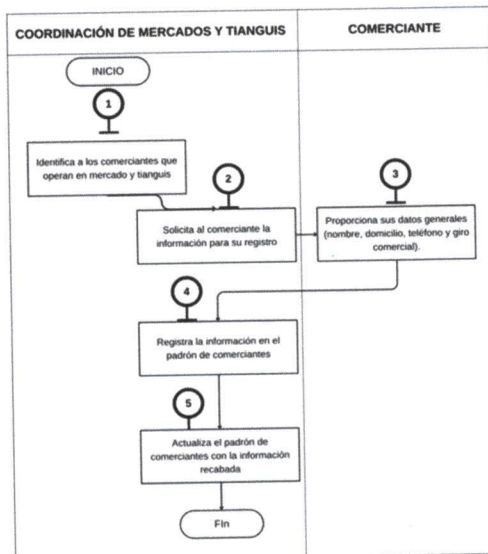 COORDINACIÓN DE MERCADOS Y TIANGUIS
COMERCIANTE
INICIO
1
Identifica a los comerciantes que
operan en mercado y tianguis
2
Solicita al comerciante la
información para su registro
3
Proporciona sus datos generales
(nombre, domicilio, teléfono y giro
comercial).
4
Registra la información en el
padrón de comerciantes
5
Actualiza el padrón de
comerciantes con la información
recabada
Fin